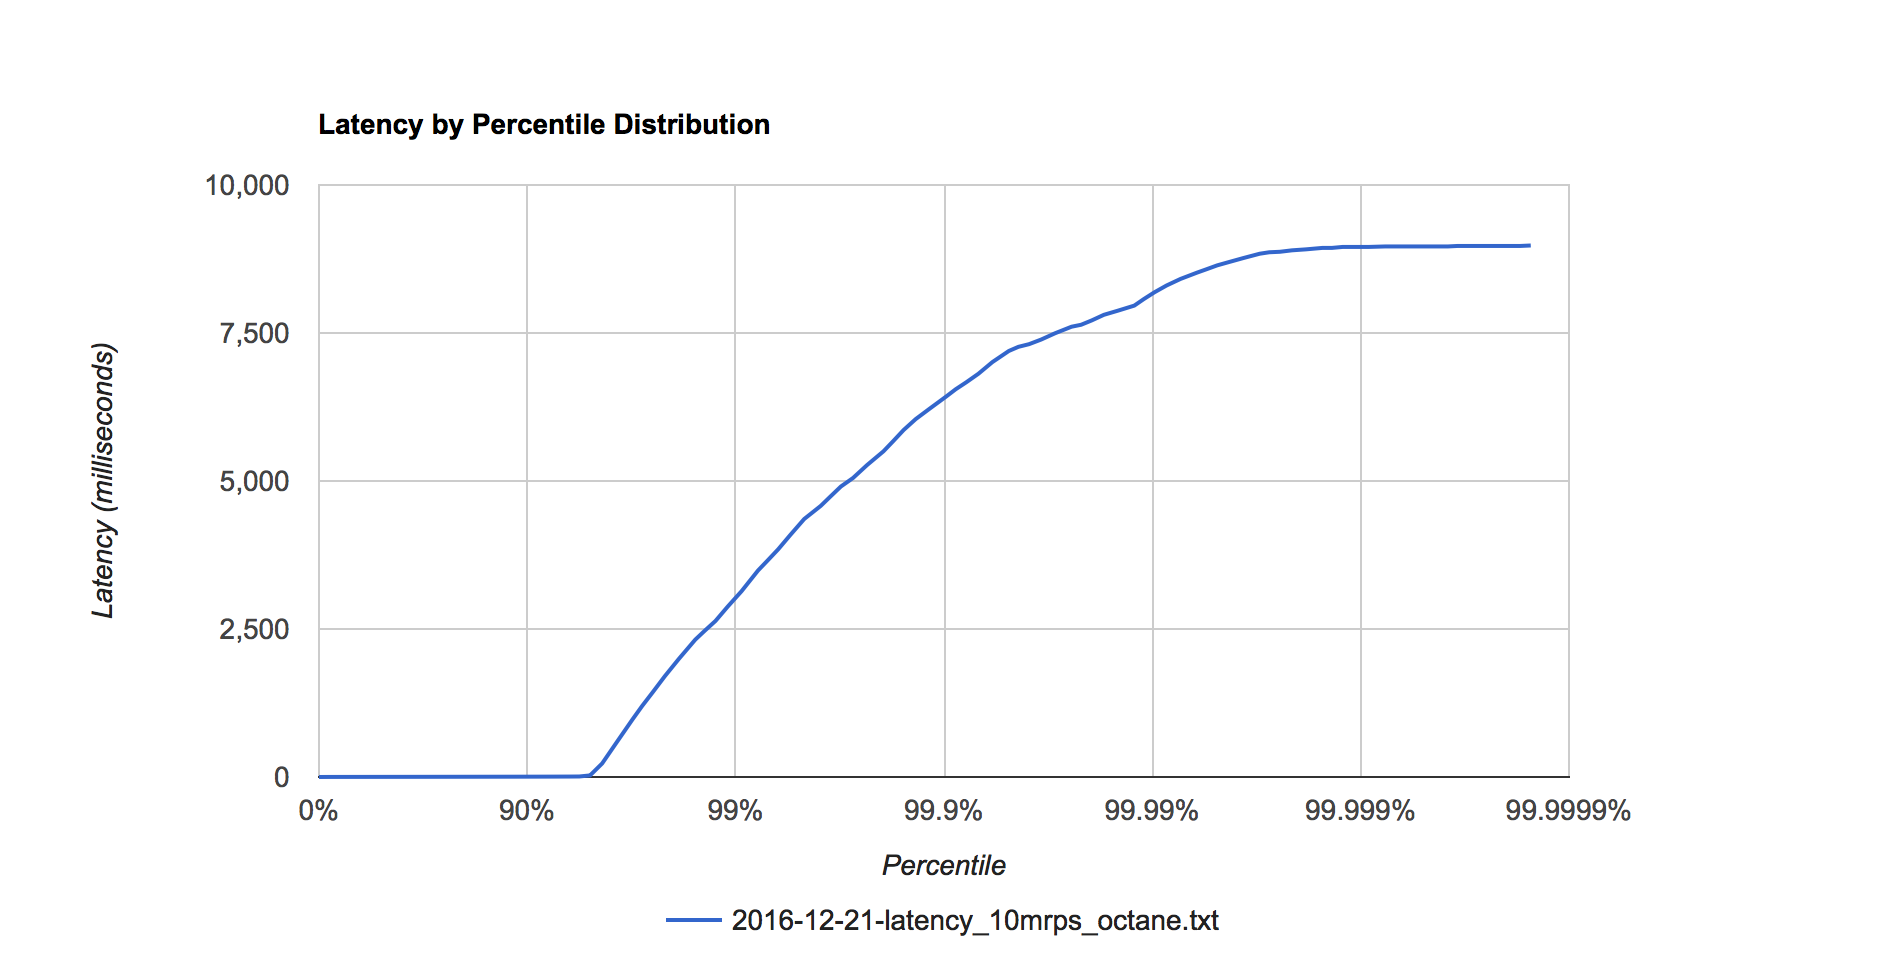 Latency by Percentile Distribution
10,000
7,500
5,000
2,500
0
Latency (milliseconds)
0% 90% 99% 99.9% 99.99% 99.999% 99.9999%
Percentile
2016-12-21-latency_10mrps_octane.txt